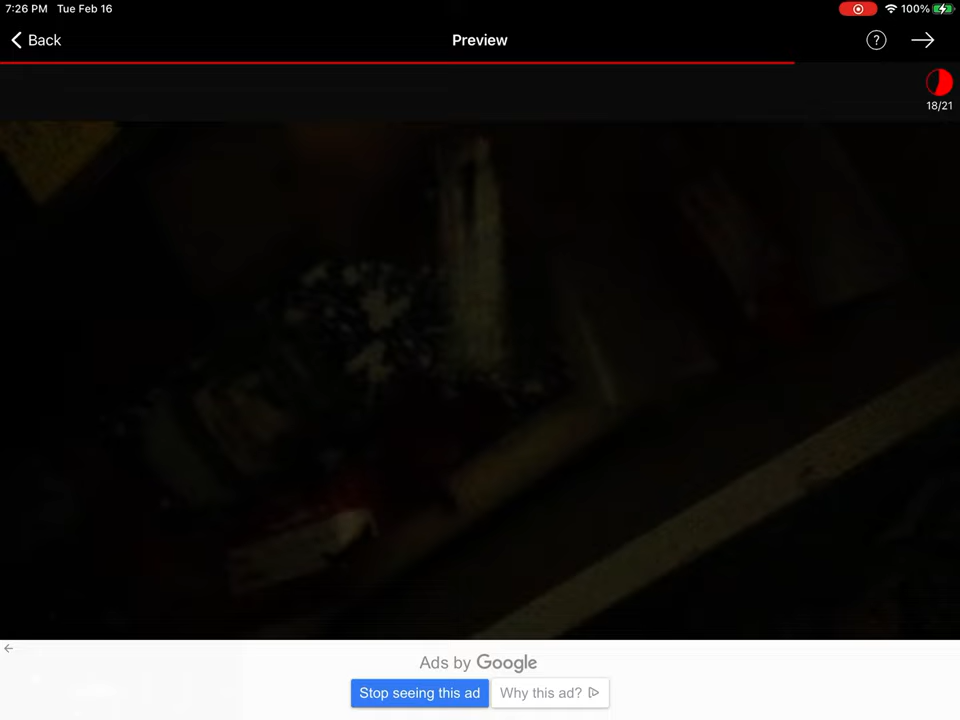 7:26 PM Tue Feb 16 100%
Back Preview ?
18/21
Ads by Google
Stop seeing this ad Why this ad?